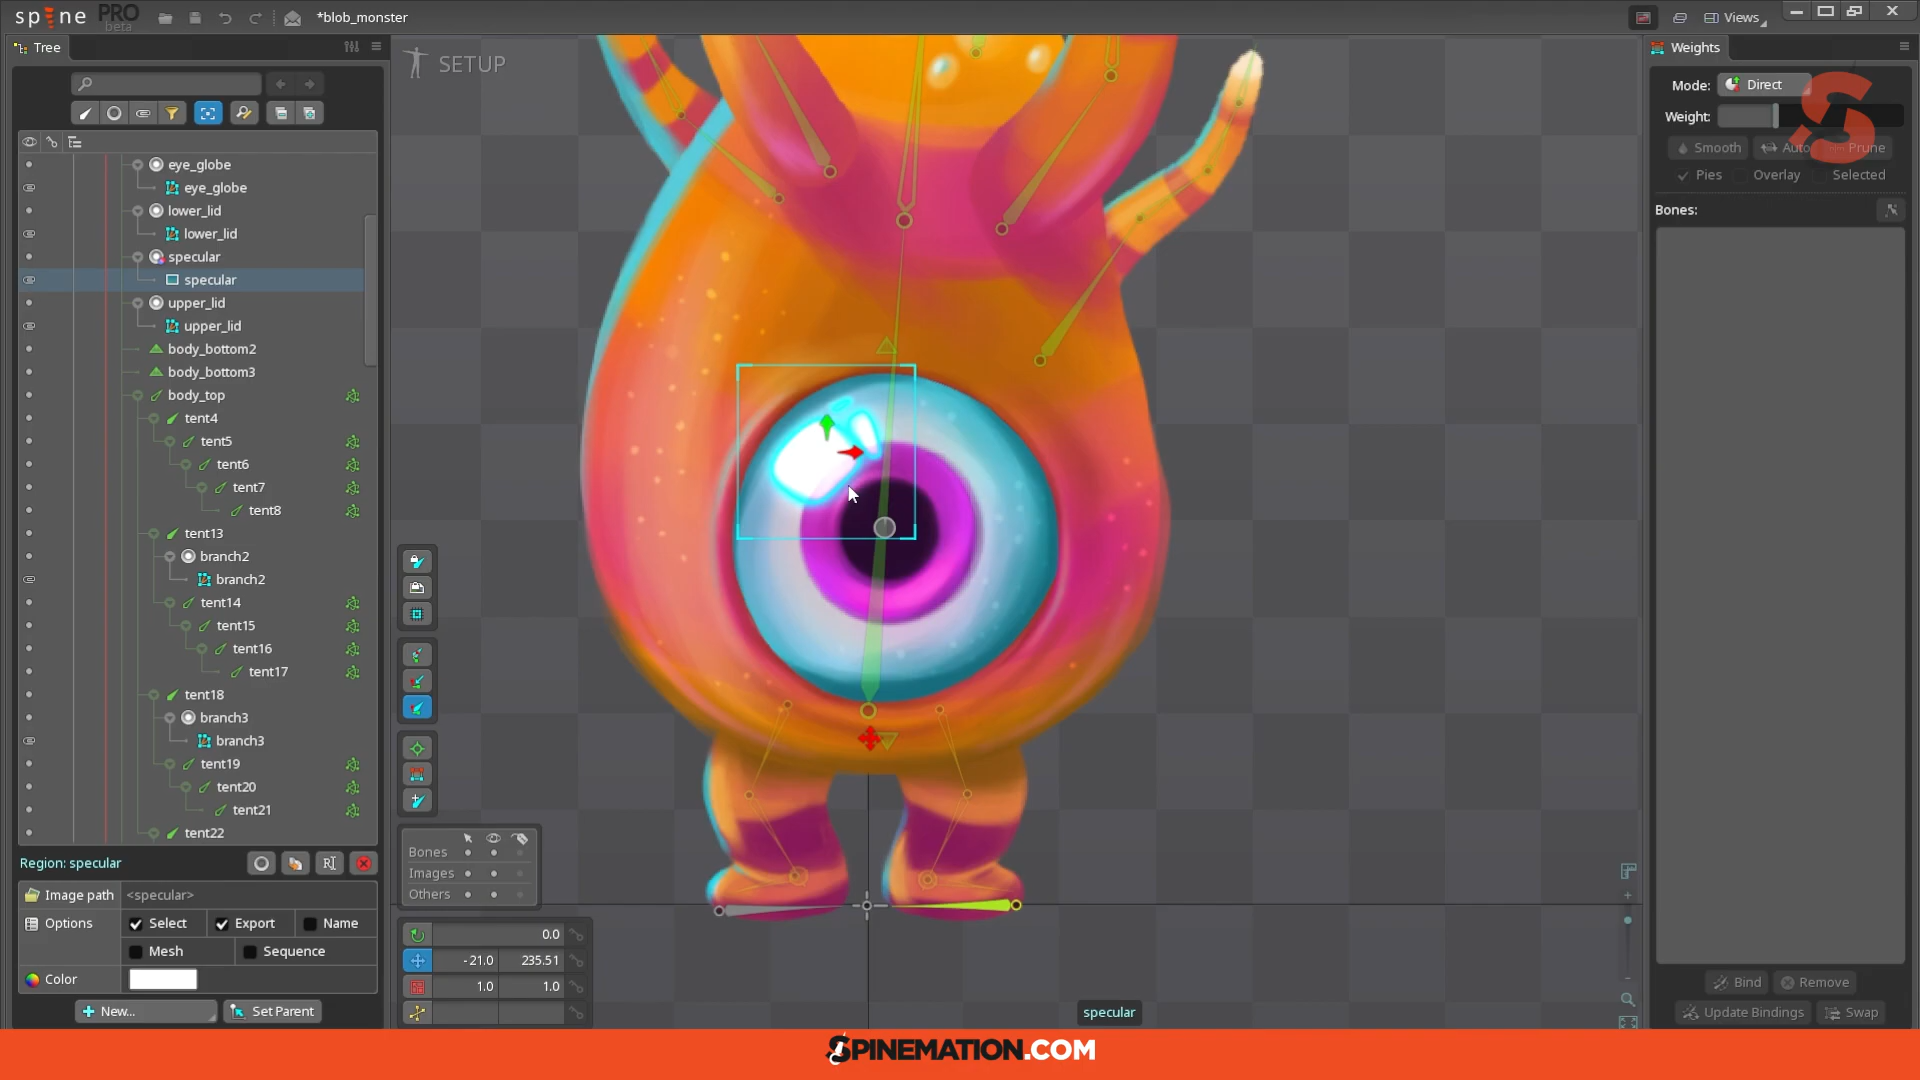 spine PRO beta
*blob_monster
Views
Tree
SETUP
Weights
Mode: Direct
Weight:
Smooth Auto Prune
Pies Overlay Selected
Bones:
eye_globe
eye_globe
lower_lid
lower_lid
specular
specular
upper_lid
upper_lid
body_bottom2
body_bottom3
body_top
tent4
tent5
tent6
tent7
tent8
tent13
branch2
branch2
tent14
tent15
tent16
tent17
tent18
branch3
branch3
tent19
tent20
tent21
tent22
Region: specular
Image path <specular>
Options Select Export Name
Mesh Sequence
Color
New... Set Parent
Bones
Images
Others
0.0
-21.0 235.51
1.0 1.0
specular
Bind Remove
Update Bindings Swap
SPINEMATION.COM